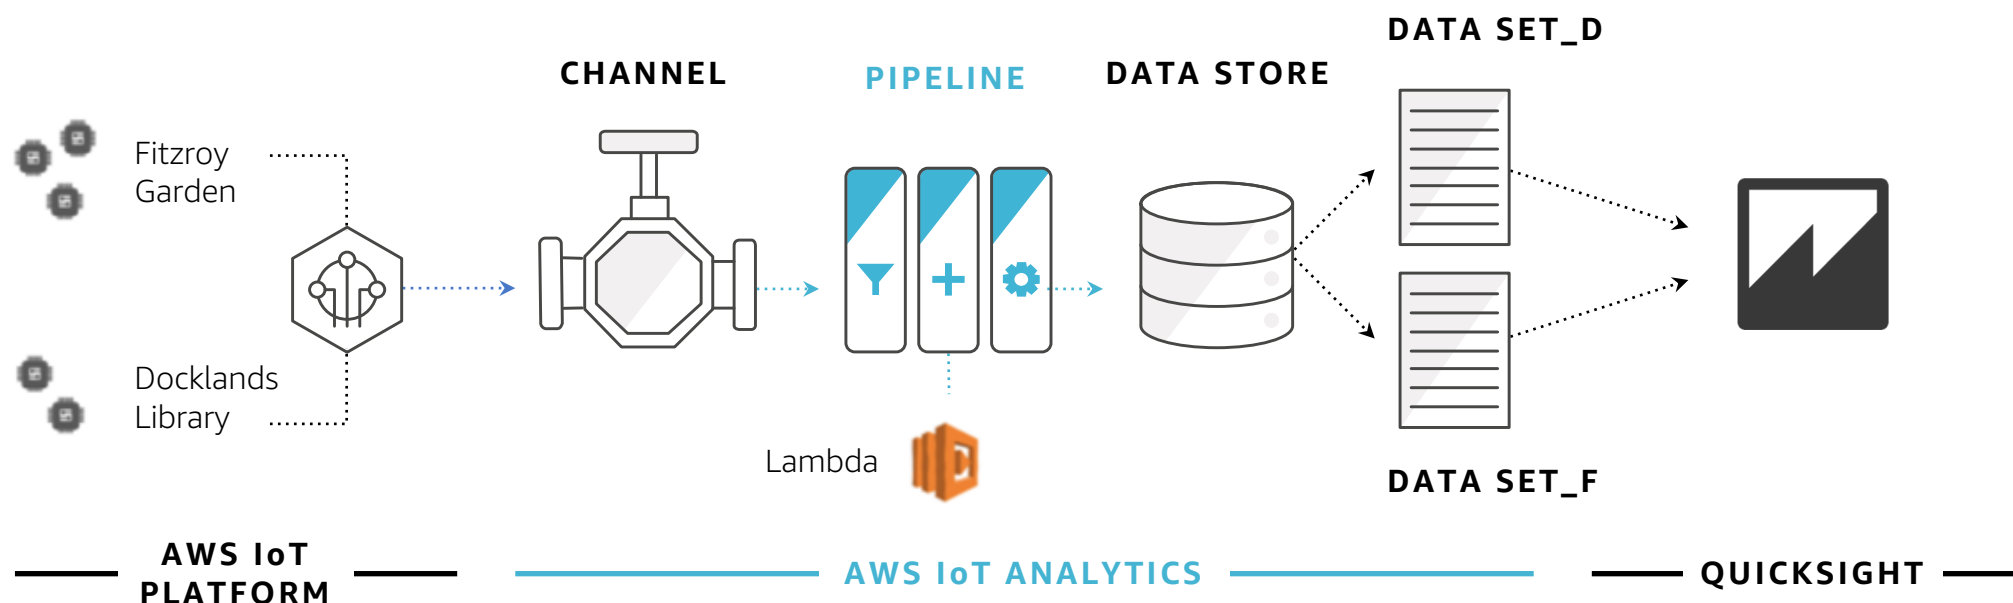 DATA SET_D
CHANNEL
PIPELINE
DATA STORE
Fitzroy
Garden
Docklands
Library
Lambda
DATA SET_F
AWS IoT
PLATFORM
AWS IoT ANALYTICS
QUICKSIGHT